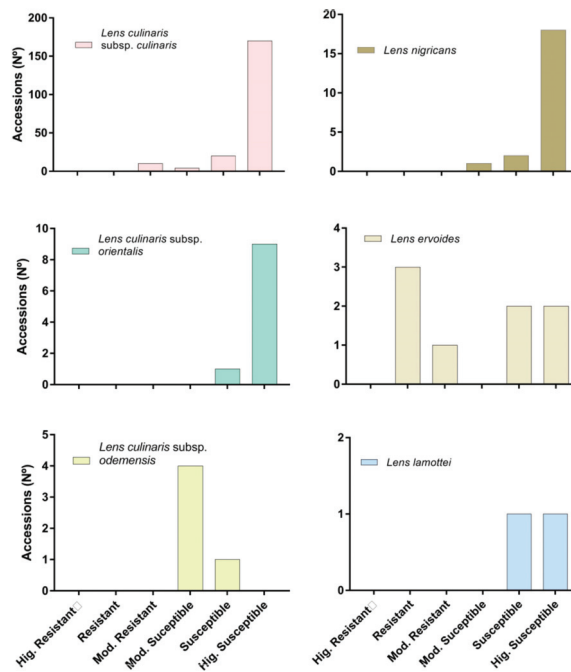 Lens culinaris
subsp. culinaris
Accessions (Nº)
200
150
100
50
0
Lens nigricans
20
15
10
5
0
Lens culinaris subsp.
orientalis
Accessions (Nº)
10
8
6
4
2
0
Lens ervoides
4
3
2
1
0
Lens culinaris subsp.
odemensis
Accessions (Nº)
5
4
3
2
1
0
Hig. Resistant□
Resistant
Mod. Resistant
Mod. Suceptible
Susceptible
Hig. Susceptible
Lens lamottei
2
1
0
Hig. Resistant□
Resistant
Mod. Resistant
Mod. Suceptible
Susceptible
Hig. Susceptible